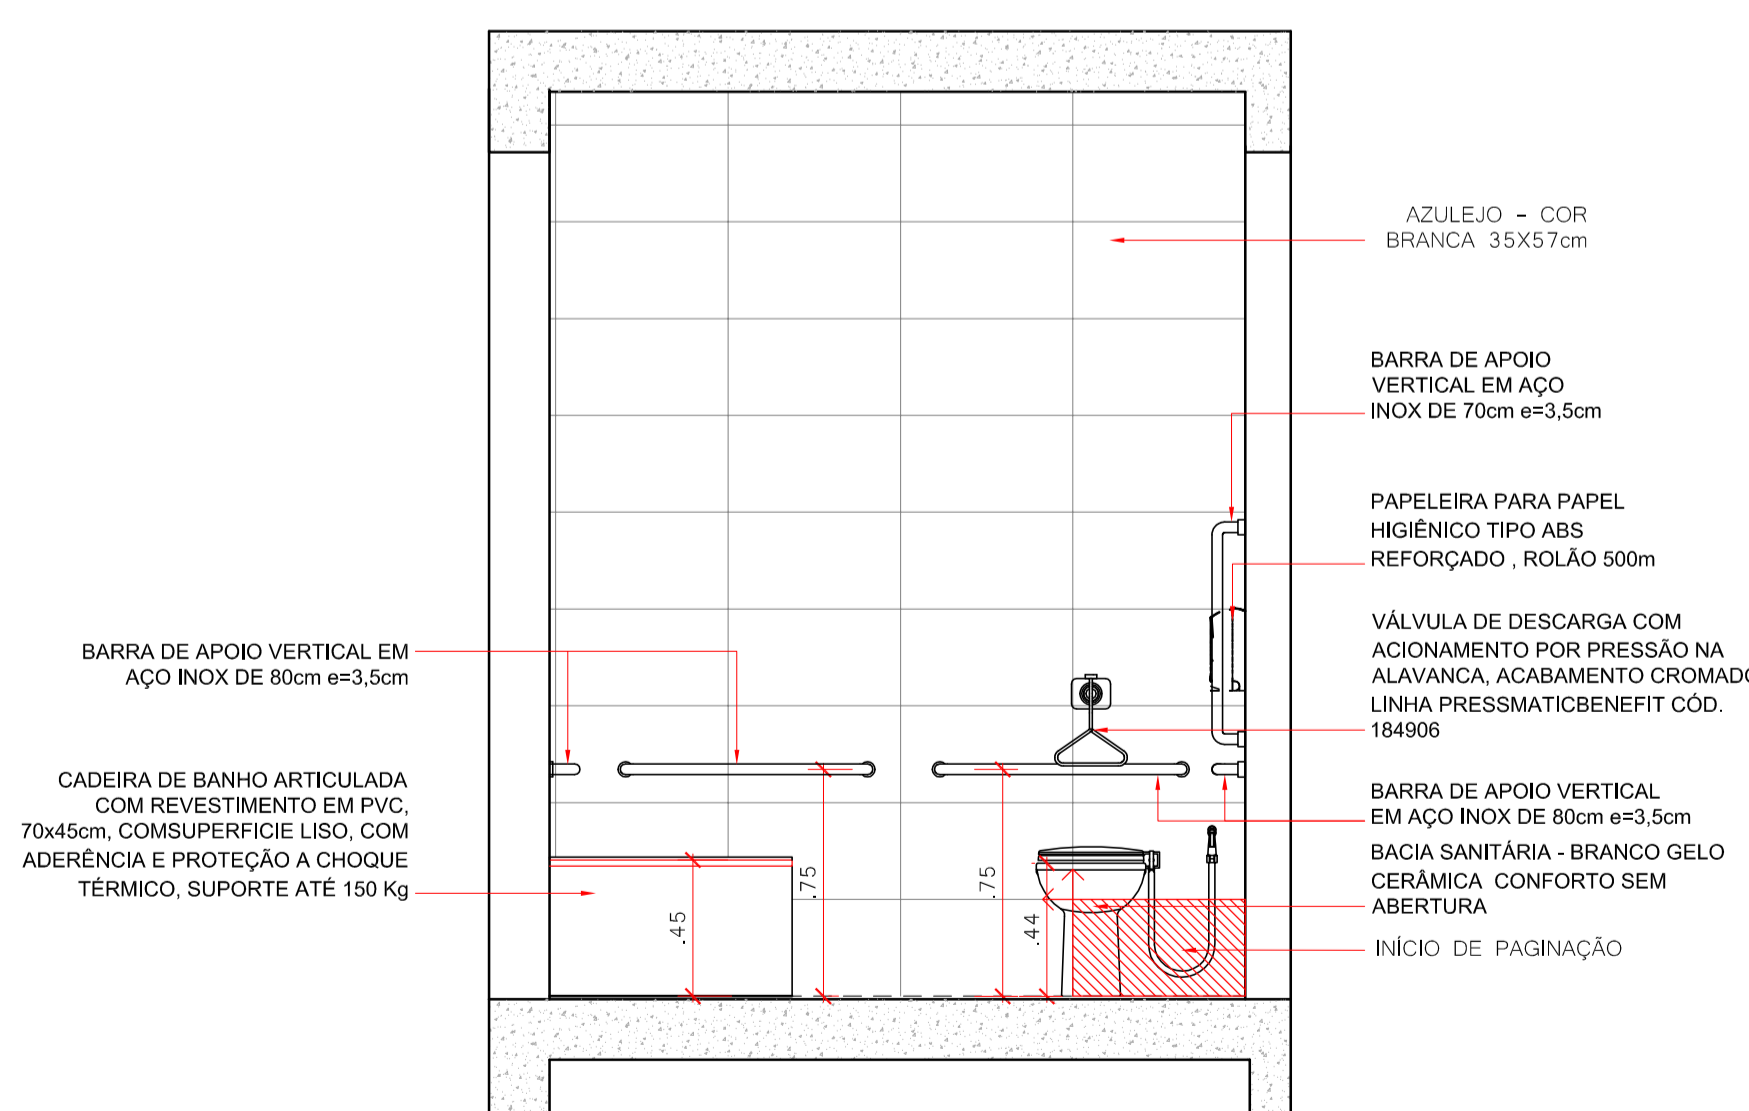 AZULEJO - COR
BRANCA 35X57cm
BARRA DE APOIO
VERTICAL EM AÇO
INOX DE 70cm e=3,5cm
PAPELEIRA PARA PAPEL
HIGIÊNICO TIPO ABS
REFORÇADO , ROLÃO 500m
VÁLVULA DE DESCARGA COM
ACIONAMENTO POR PRESSÃO NA
ALAVANCA, ACABAMENTO CROMADO
LINHA PRESSMATICBENEFIT CÓD.
184906
BARRA DE APOIO VERTICAL
EM AÇO INOX DE 80cm e=3,5cm
BACIA SANITÁRIA - BRANCO GELO
CERÂMICA CONFORTO SEM
ABERTURA
INÍCIO DE PAGINAÇÃO
BARRA DE APOIO VERTICAL EM
AÇO INOX DE 80cm e=3,5cm
CADEIRA DE BANHO ARTICULADA
COM REVESTIMENTO EM PVC,
70x45cm, COMSUPERFICIE LISO, COM
ADERÊNCIA E PROTEÇÃO A CHOQUE
TÉRMICO, SUPORTE ATÉ 150 Kg
.45
.75
.75
.44